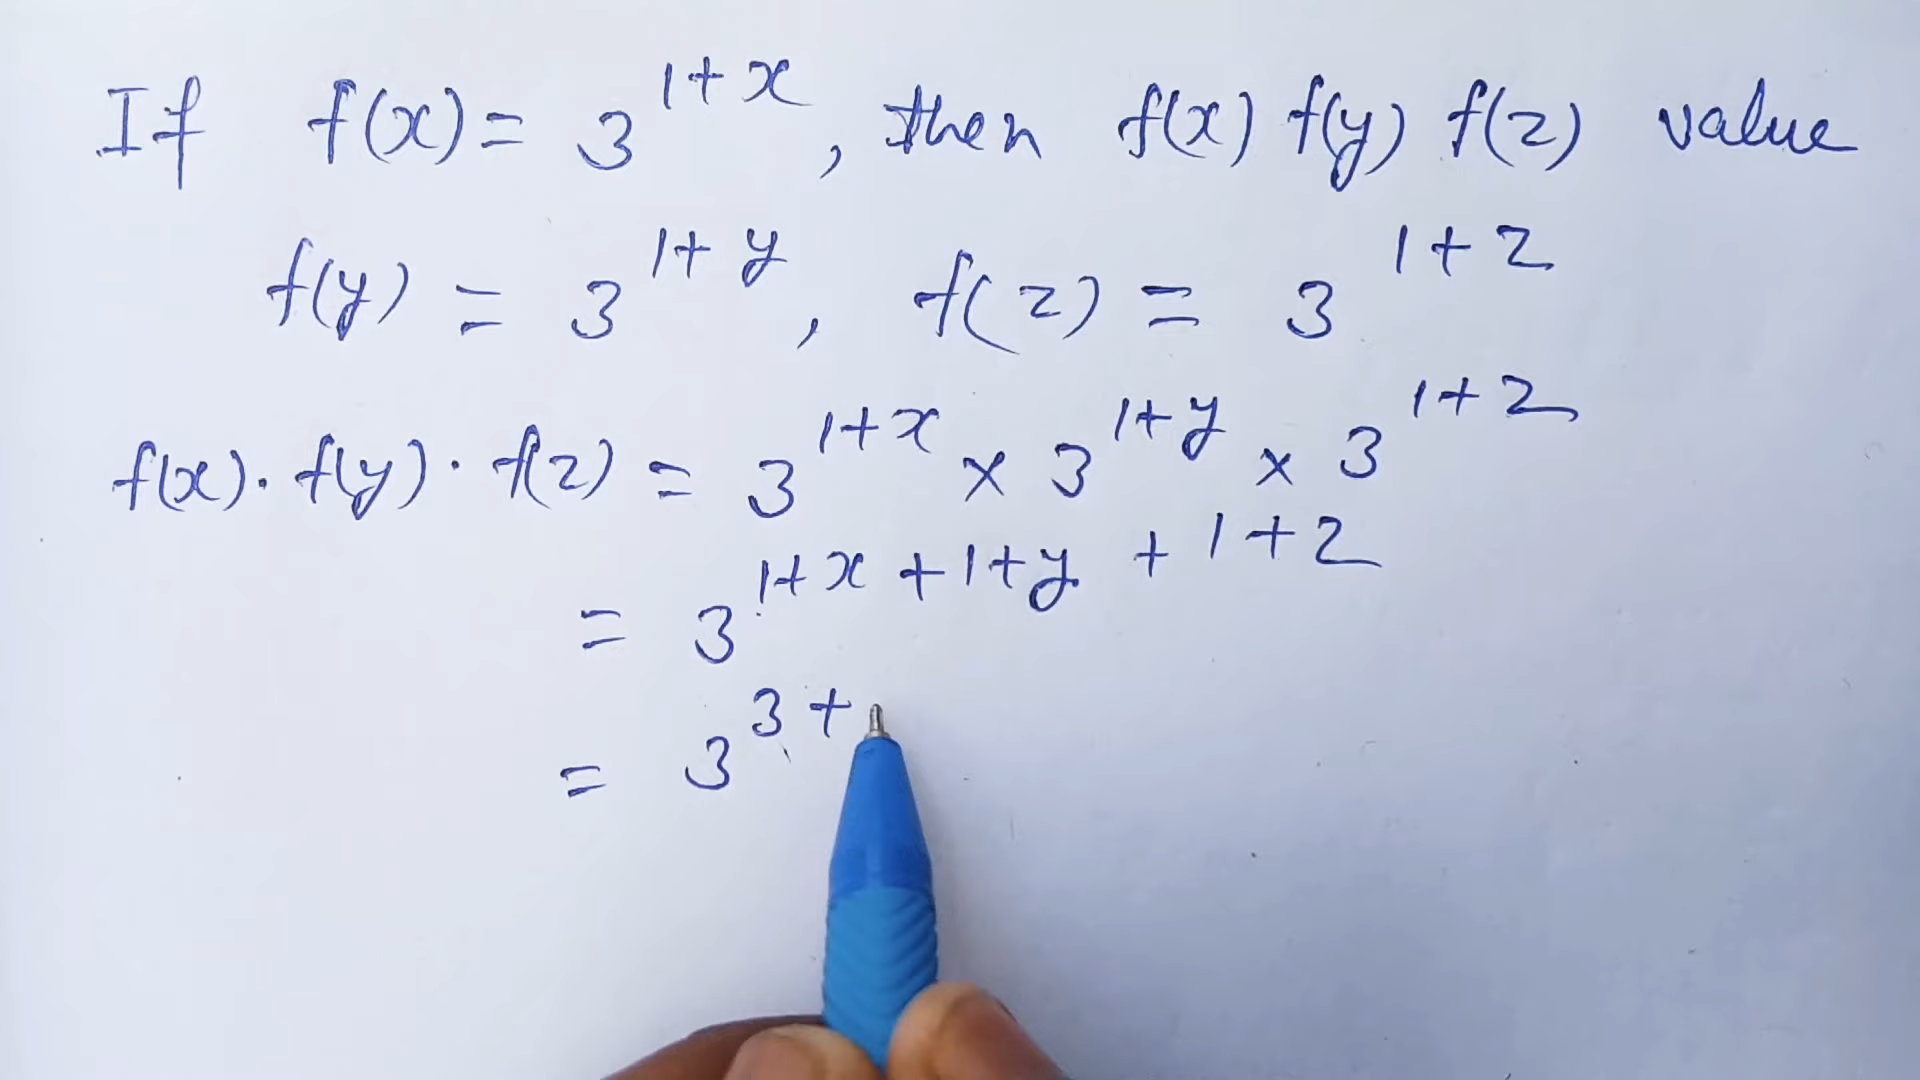 If f(x) = 3^{1+x}, then f(x) f(y) f(z) value
f(y) = 3^{1+y}, f(z) = 3^{1+z}
f(x) · f(y) · f(z) = 3^{1+x} × 3^{1+y} × 3^{1+z}
= 3^{1+x+1+y+1+z}
= 3^{3+